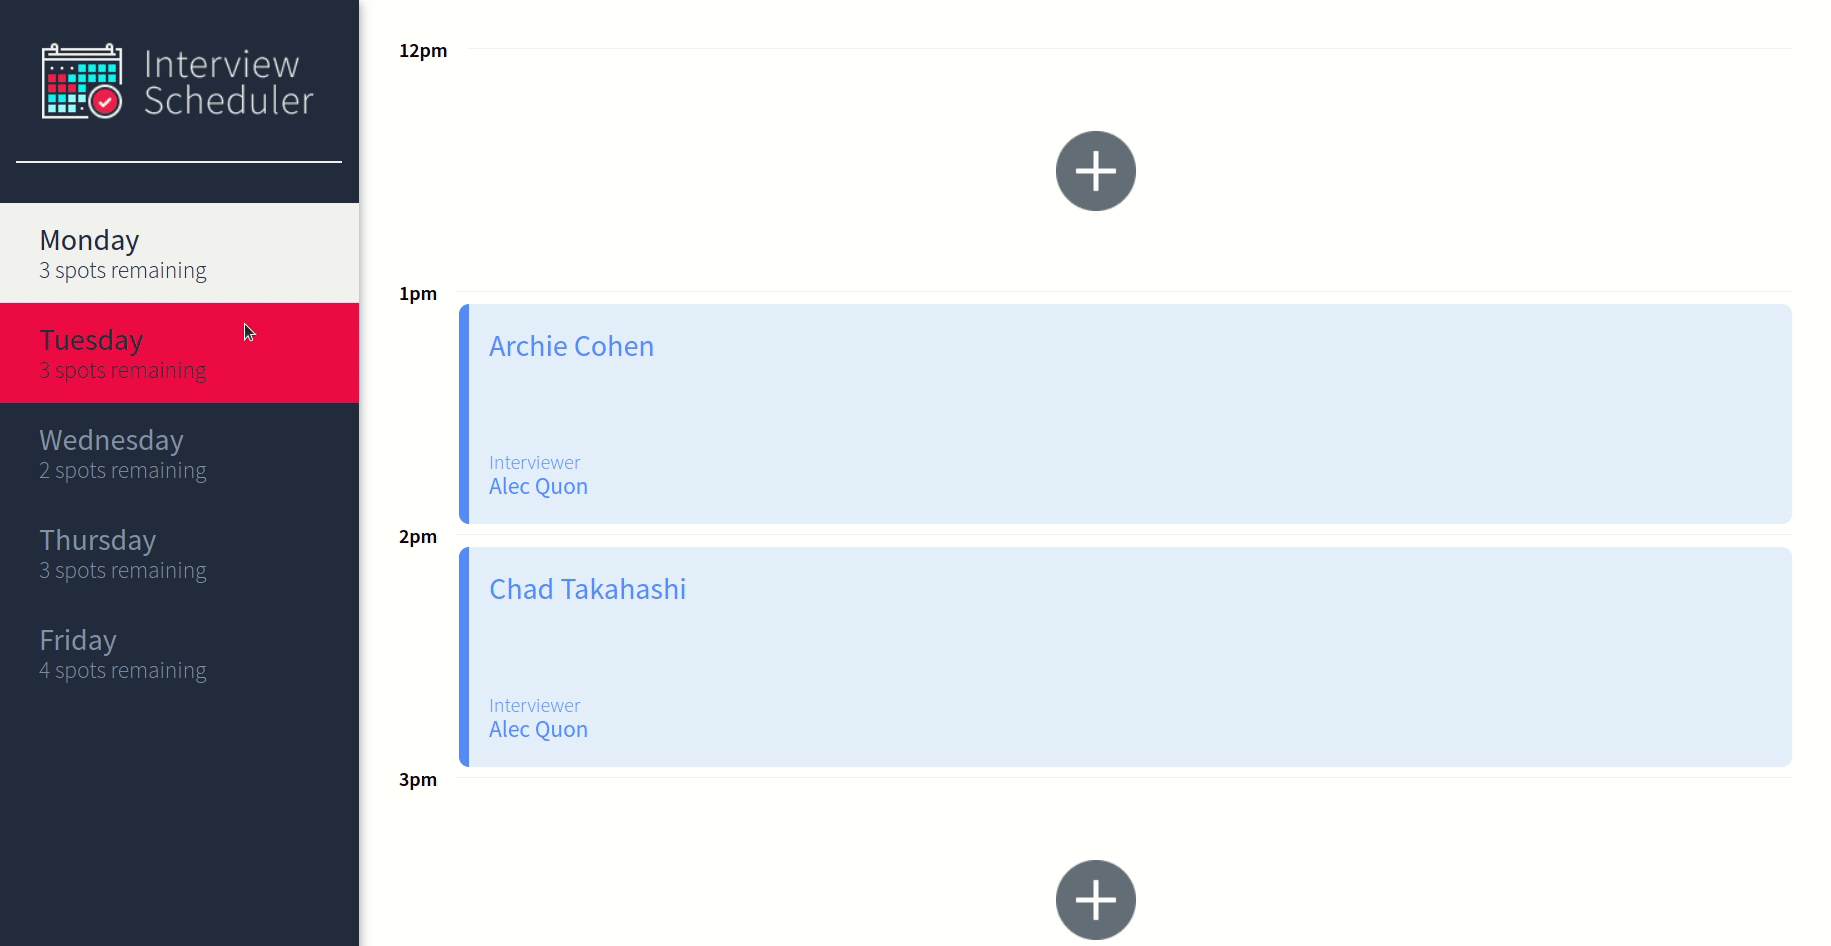 Interview
Scheduler
Monday
3 spots remaining
Tuesday
3 spots remaining
Wednesday
2 spots remaining
Thursday
3 spots remaining
Friday
4 spots remaining
12pm
1pm
Archie Cohen
Interviewer
Alec Quon
2pm
Chad Takahashi
Interviewer
Alec Quon
3pm